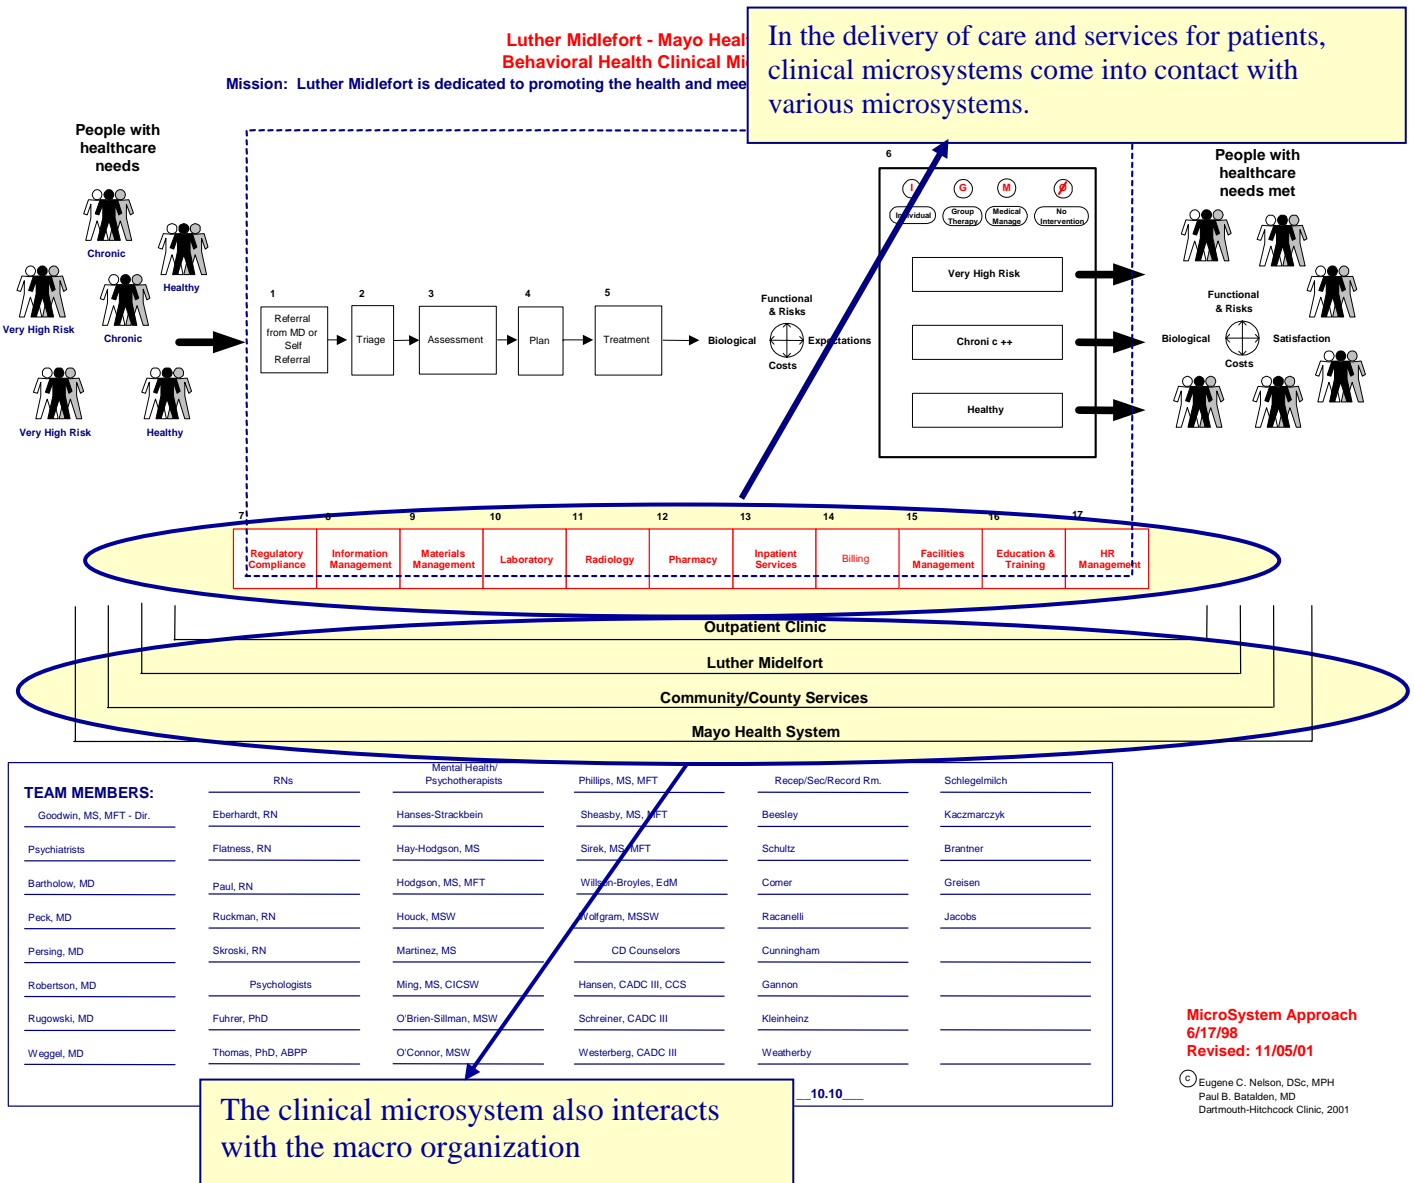 Luther Midlefort - Mayo Heal
Behavioral Health Clinical Mi
Mission: Luther Midlefort is dedicated to promoting the health and mee
In the delivery of care and services for patients,
clinical microsystems come into contact with
various microsystems.
People with
healthcare
needs
Chronic
Healthy
Very High Risk
Chronic
Very High Risk
Healthy
1
Referral
from MD or
Self
Referral
2
Triage
3
Assessment
4
Plan
5
Treatment
Functional
& Risks
Biological
Expectations
Costs
6
I
G
M
Ø
Individual
Group
Therapy
Medical
Manage
No
Intervention
Very High Risk
Chroni c ++
Healthy
People with
healthcare
needs met
Functional
& Risks
Biological
Satisfaction
Costs
7
8
9
10
11
12
13
14
15
16
17
Regulatory
Compliance
Information
Management
Materials
Management
Laboratory
Radiology
Pharmacy
Inpatient
Services
Billing
Facilities
Management
Education &
Training
HR
Management
Outpatient Clinic
Luther Midelfort
Community/County Services
Mayo Health System
TEAM MEMBERS:
Goodwin, MS, MFT - Dir.
Psychiatrists
Bartholow, MD
Peck, MD
Persing, MD
Robertson, MD
Rugowski, MD
Weggel, MD
RNs
Eberhardt, RN
Flatness, RN
Paul, RN
Ruckman, RN
Skroski, RN
Psychologists
Fuhrer, PhD
Thomas, PhD, ABPP
Mental Health/
Psychotherapists
Hanses-Strackbein
Hay-Hodgson, MS
Hodgson, MS, MFT
Houck, MSW
Martinez, MS
Ming, MS, CICSW
O'Brien-Sillman, MSW
O'Connor, MSW
Phillips, MS, MFT
Sheasby, MS, MFT
Sirek, MS, MFT
Willson-Broyles, EdM
Wolfgram, MSSW
CD Counselors
Hansen, CADC III, CCS
Schreiner, CADC III
Westerberg, CADC III
Recep/Sec/Record Rm.
Beesley
Schultz
Comer
Racanelli
Cunningham
Gannon
Kleinheinz
Weatherby
Schlegelmilch
Kaczmarczyk
Brantner
Greisen
Jacobs
__10.10___
The clinical microsystem also interacts
with the macro organization
MicroSystem Approach
6/17/98
Revised: 11/05/01
© Eugene C. Nelson, DSc, MPH
Paul B. Batalden, MD
Dartmouth-Hitchcock Clinic, 2001